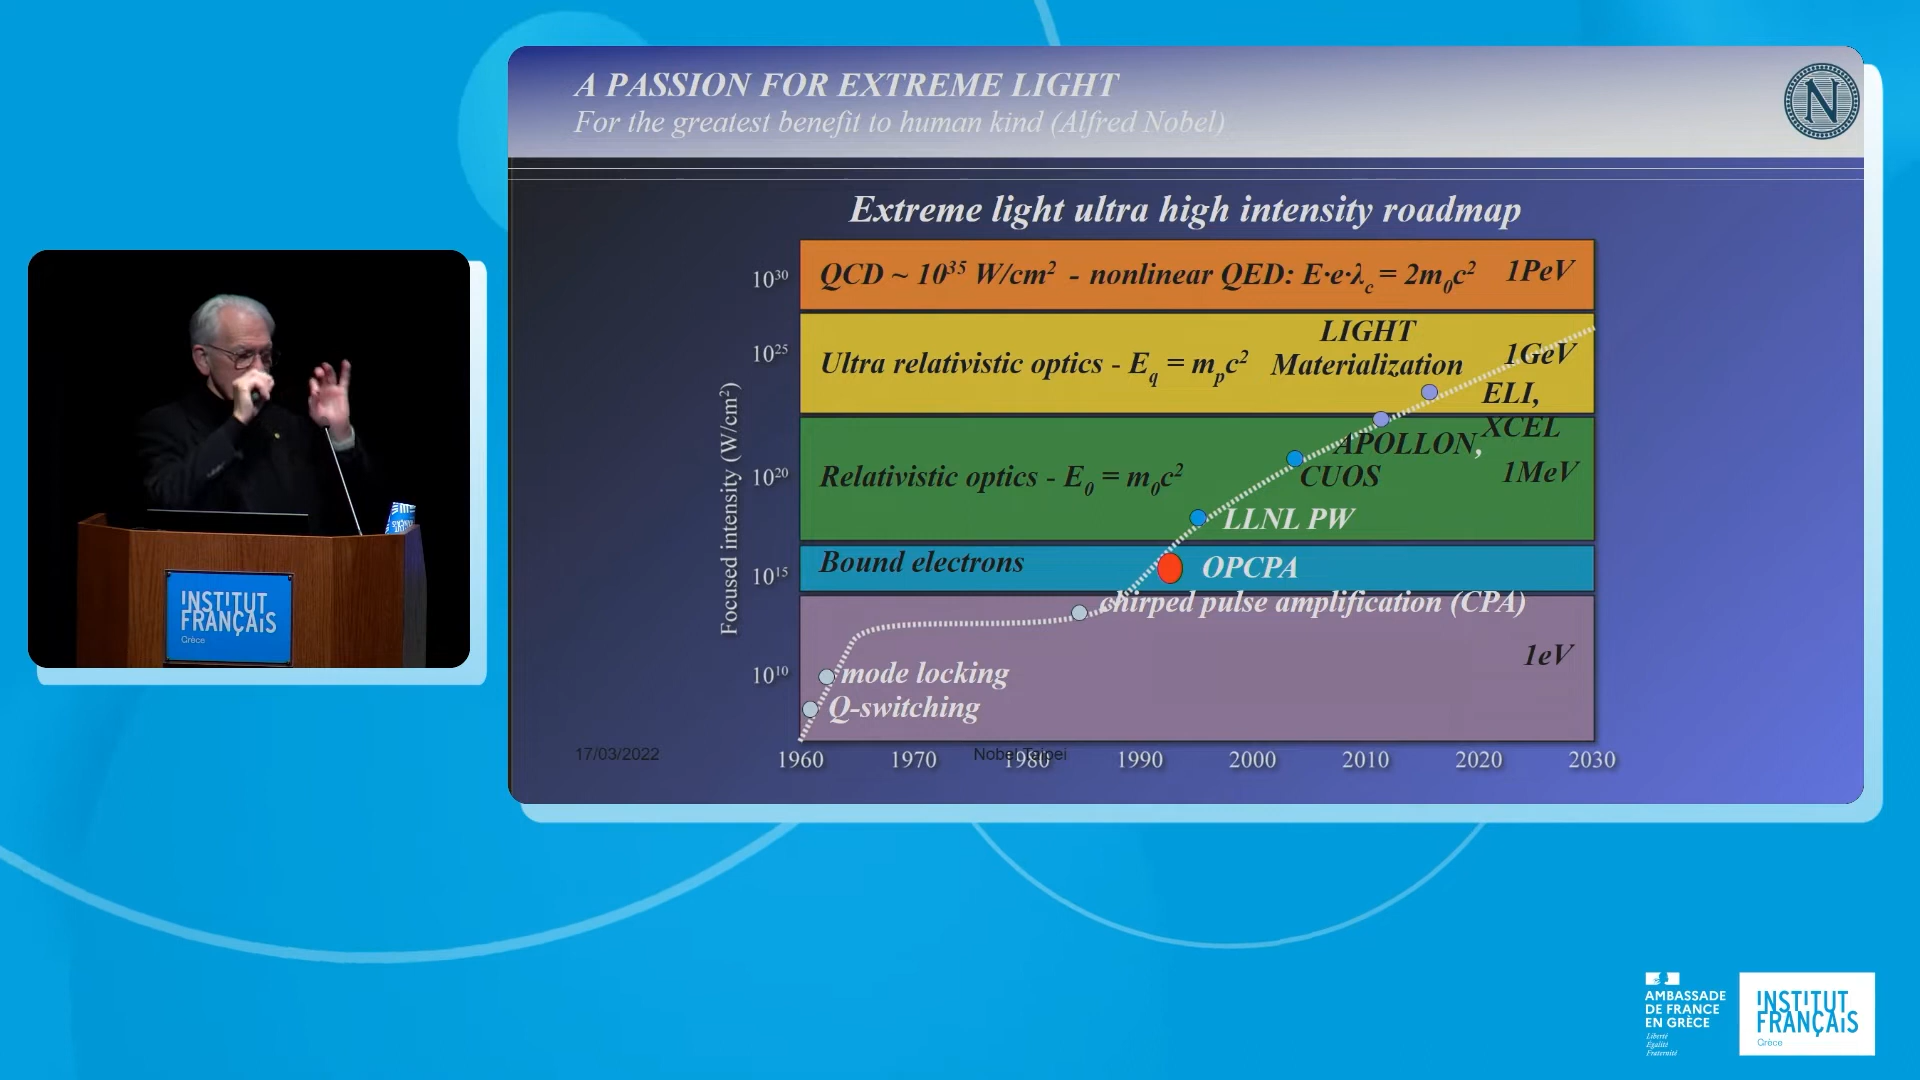 A PASSION FOR EXTREME LIGHT
For the greatest benefit to human kind (Alfred Nobel)
N
Extreme light ultra high intensity roadmap
Focused intensity (W/cm²)
10³⁰
10²⁵
10²⁰
10¹⁵
10¹⁰
QCD ~ 10³⁵ W/cm² - nonlinear QED: E·e·λc = 2m₀c²
1PeV
LIGHT
Materialization
Ultra relativistic optics - Eq = mpc²
1GeV
ELI,
XCEL
APOLLON,
CUOS
Relativistic optics - E₀ = m₀c²
1MeV
LLNL PW
Bound electrons
OPCPA
chirped pulse amplification (CPA)
1eV
mode locking
Q-switching
17/03/2022
Nobel Taipei
1960 1970 1980 1990 2000 2010 2020 2030
INSTITUT
FRANÇAIS
Grèce
AMBASSADE
DE FRANCE
EN GRÈCE
Liberté
Égalité
Fraternité
INSTITUT
FRANÇAIS
Grèce